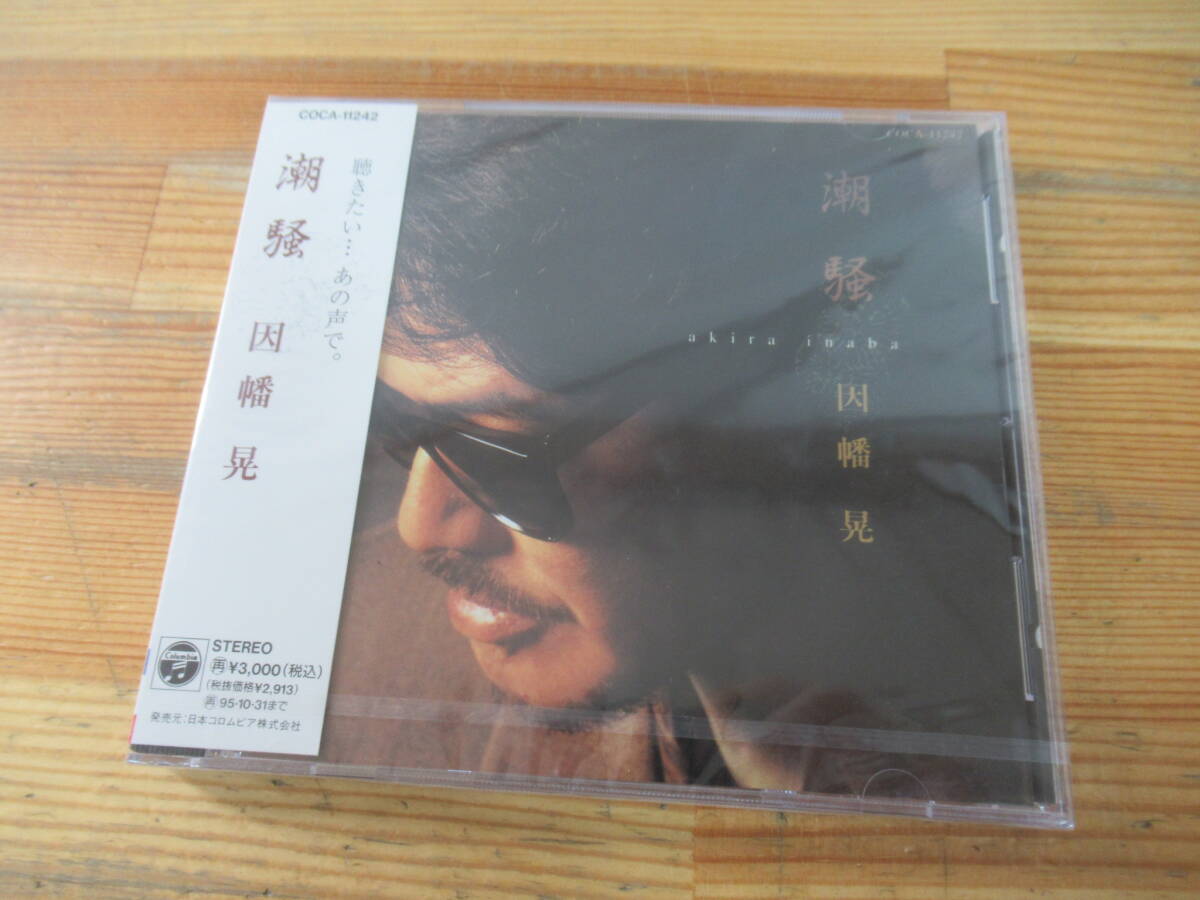 COCA-11242
聴きたい… あの声で。
潮騒 因幡晃
Columbia
STEREO
再¥3,000(税込)
(税抜価格¥2,913)
再95·10·31まで
発売元:日本コロムビア株式会社
COCA-11242
潮騒
akira inaba
因幡晃